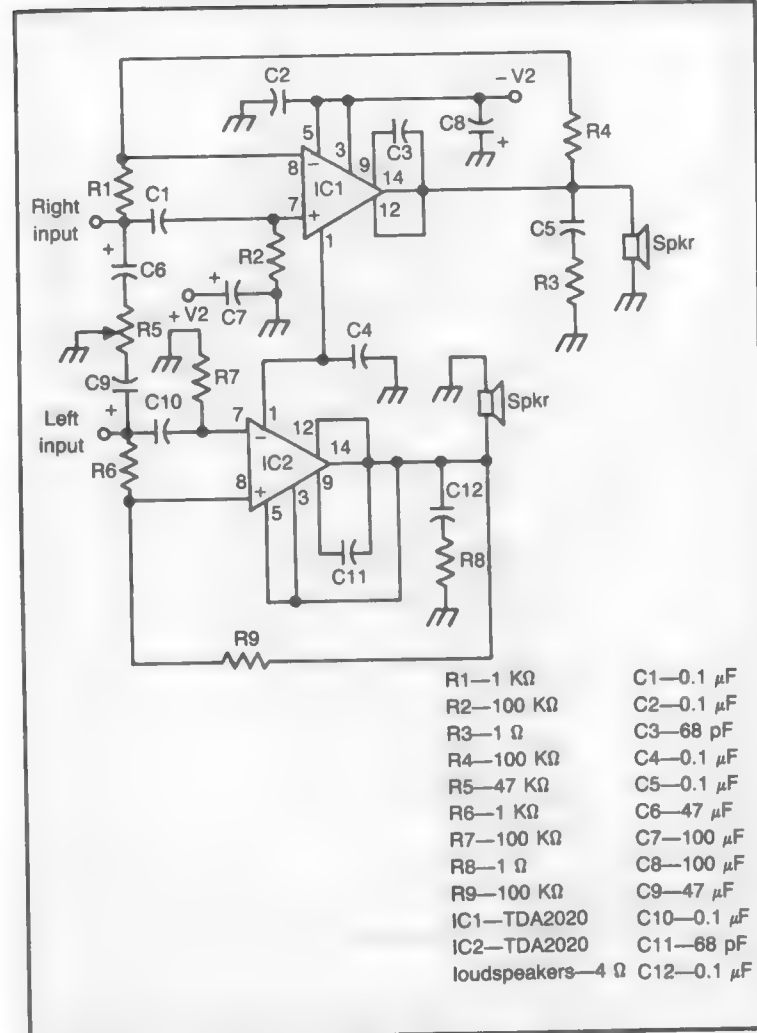 C2
− V2
C8
+
R4
5
3
9
C3
8
−
14
R1
C1
IC1
Right
input
7
+
12
1
C5
Spkr
+
C6
R2
+
R3
+ V2
C7
R5
C4
C9
R7
+
C10
Spkr
Left
input
7
1
−
12
14
R6
IC2
8
+
9
3
5
C12
C11
R8
R9
R1—1 KΩ
R2—100 KΩ
R3—1 Ω
R4—100 KΩ
R5—47 KΩ
R6—1 KΩ
R7—100 KΩ
R8—1 Ω
R9—100 KΩ
IC1—TDA2020
IC2—TDA2020
loudspeakers—4 Ω
C1—0.1 μF
C2—0.1 μF
C3—68 pF
C4—0.1 μF
C5—0.1 μF
C6—47 μF
C7—100 μF
C8—100 μF
C9—47 μF
C10—0.1 μF
C11—68 pF
C12—0.1 μF